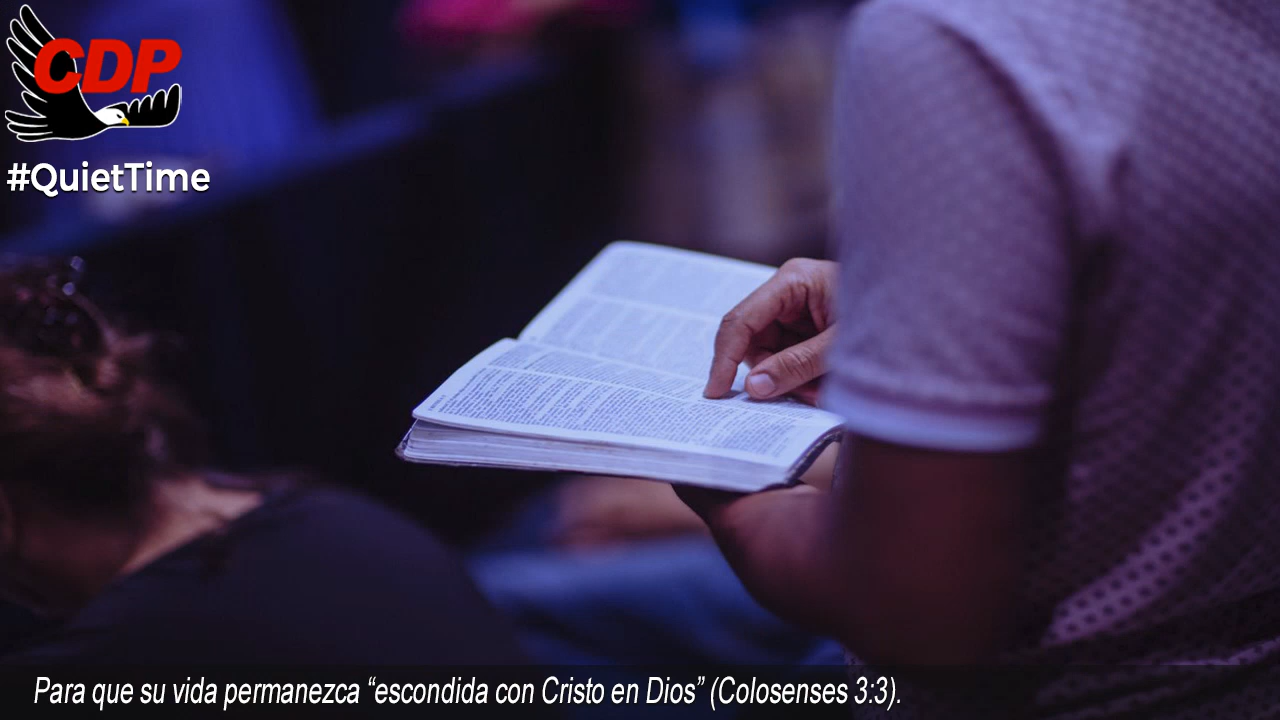 CDP
#QuietTime
Para que su vida permanezca “escondida con Cristo en Dios” (Colosenses 3:3).